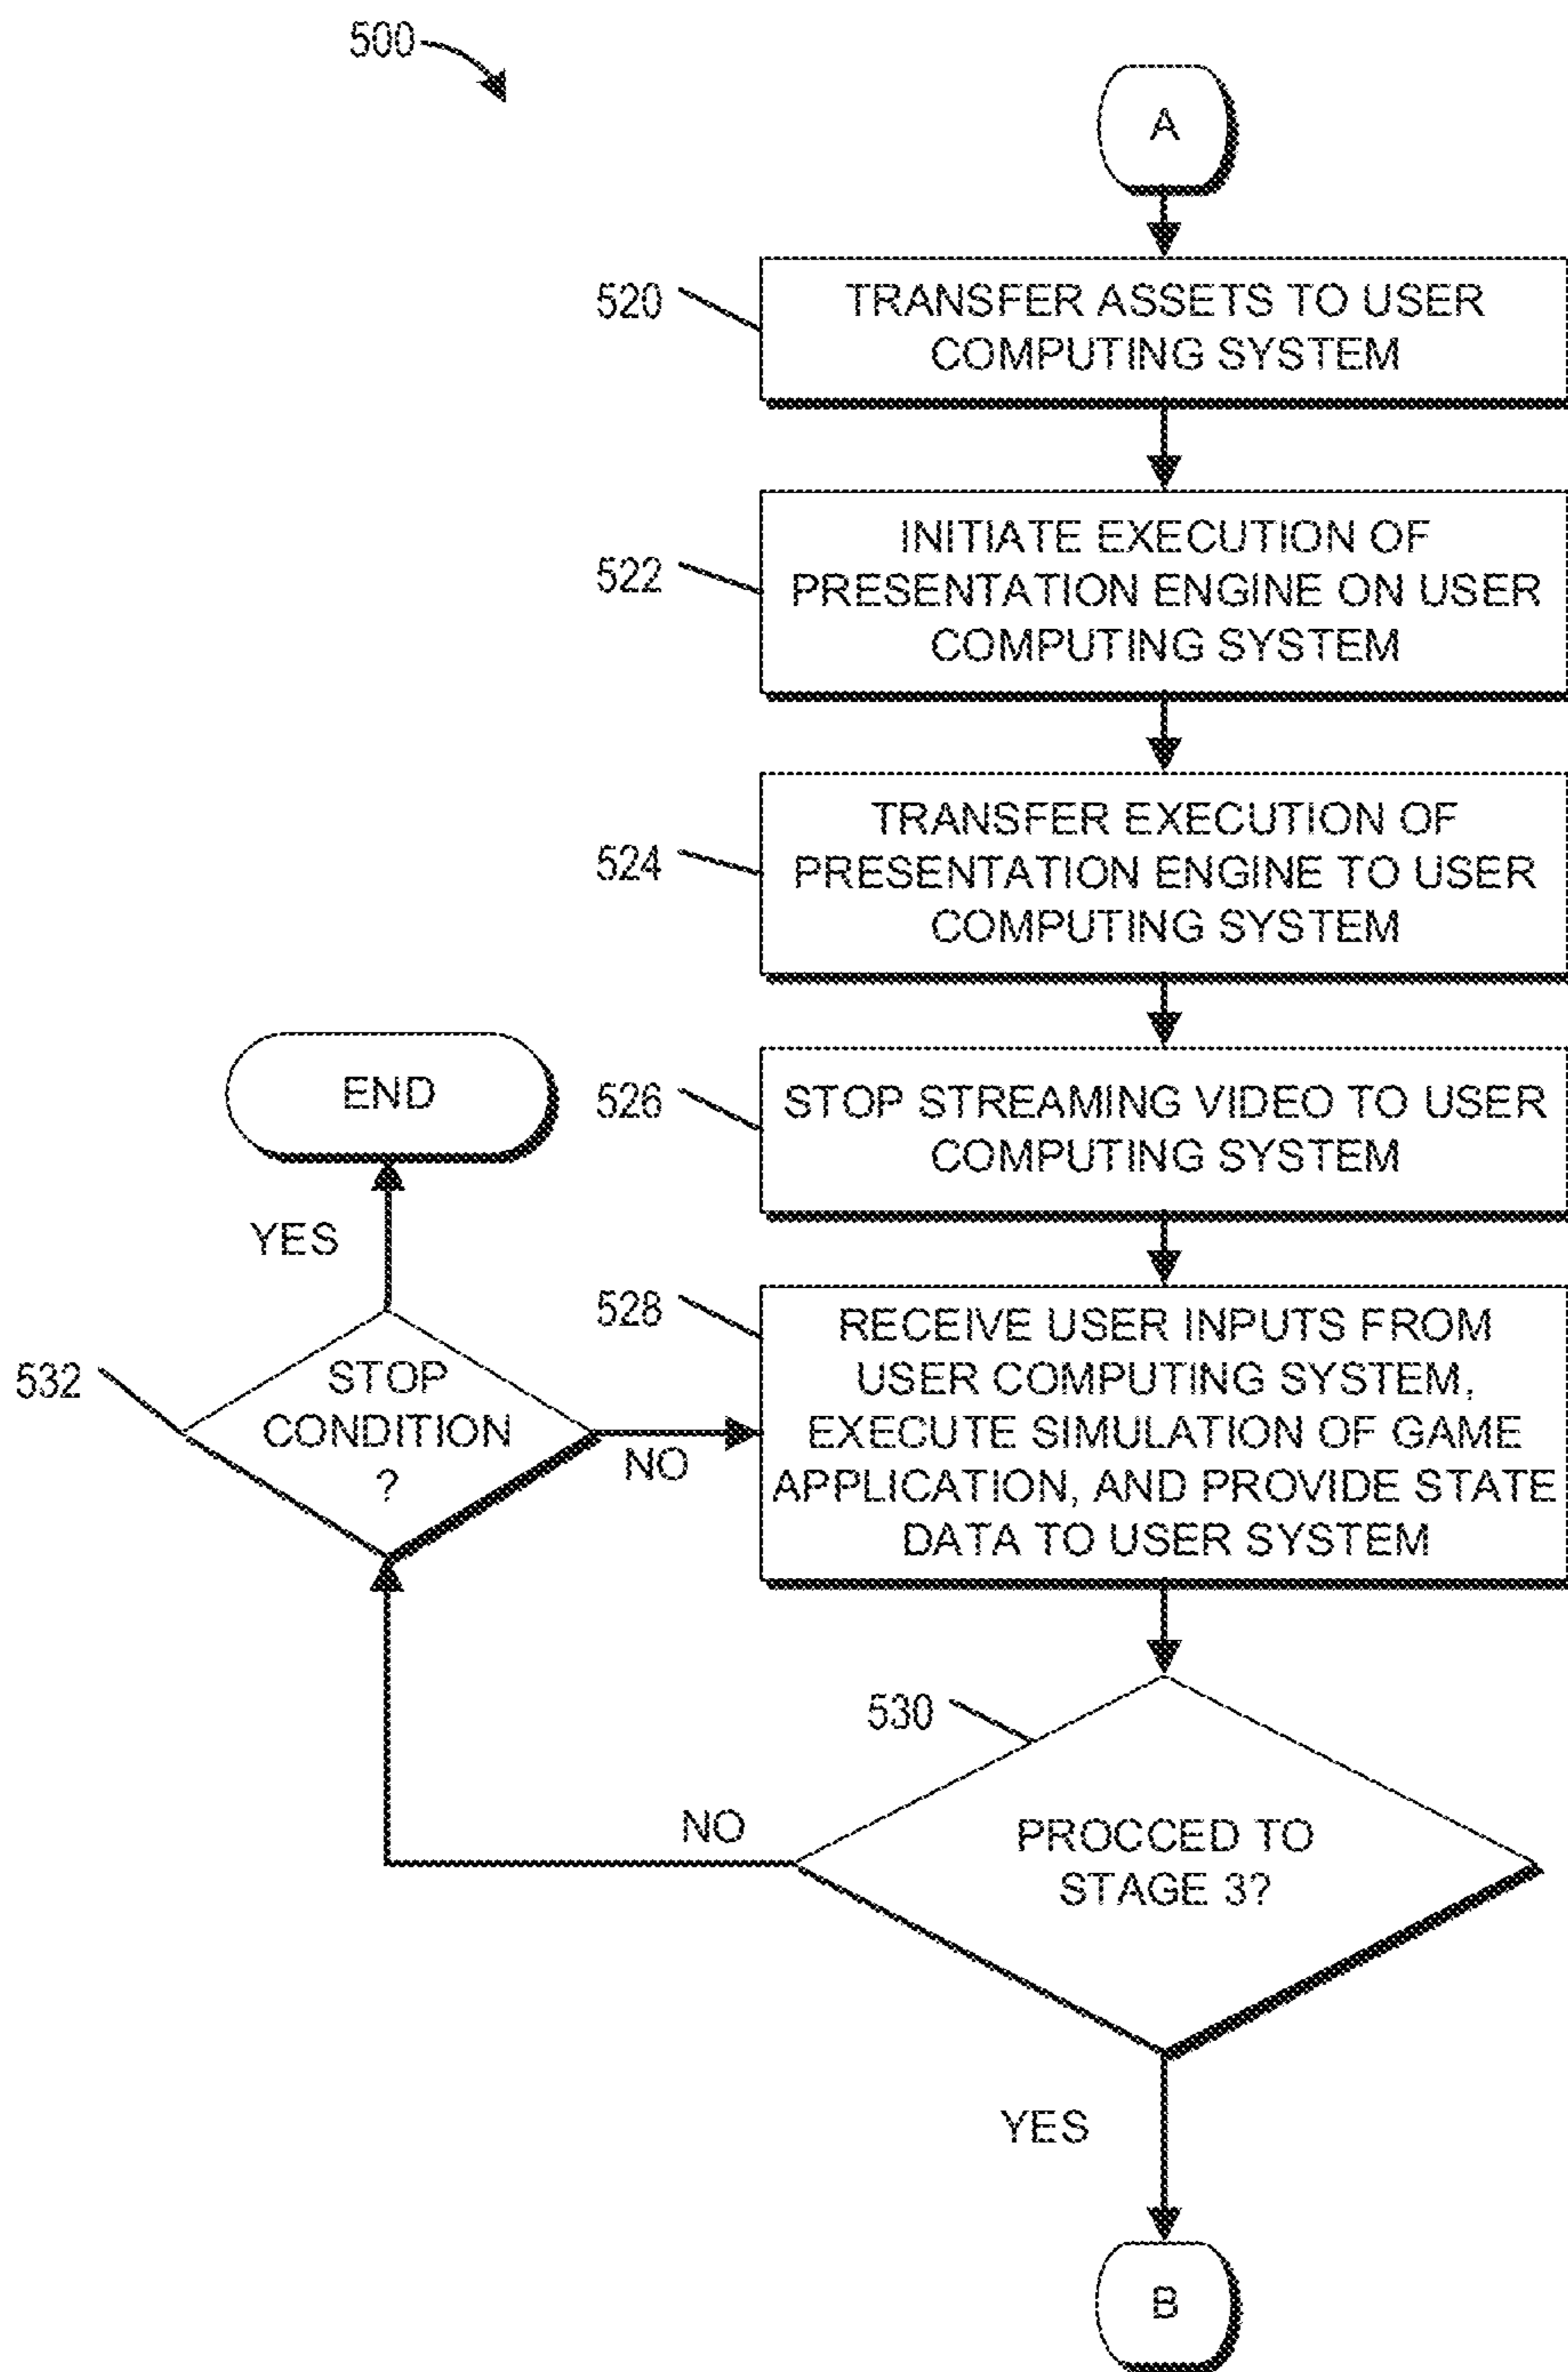 500
A
520
TRANSFER ASSETS TO USER
COMPUTING SYSTEM
522
INITIATE EXECUTION OF
PRESENTATION ENGINE ON USER
COMPUTING SYSTEM
524
TRANSFER EXECUTION OF
PRESENTATION ENGINE TO USER
COMPUTING SYSTEM
526
STOP STREAMING VIDEO TO USER
COMPUTING SYSTEM
END
YES
528
RECEIVE USER INPUTS FROM
USER COMPUTING SYSTEM,
EXECUTE SIMULATION OF GAME
APPLICATION, AND PROVIDE STATE
DATA TO USER SYSTEM
532
STOP
CONDITION
?
NO
530
PROCCED TO
STAGE 3?
NO
YES
B